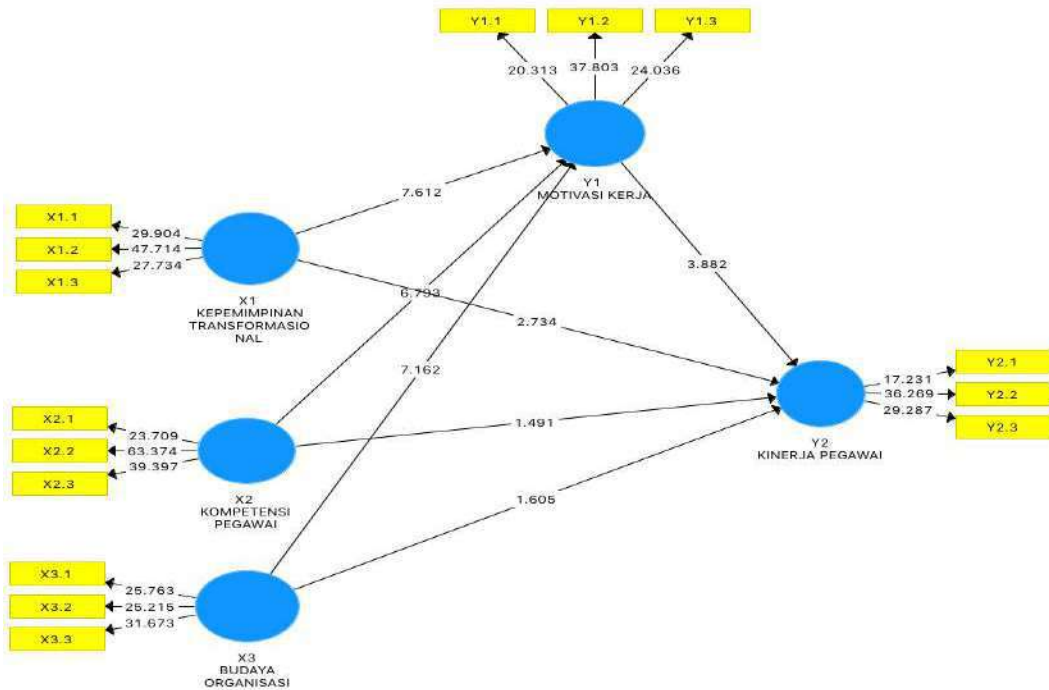 Y1.1
Y1.2
Y1.3
20.313
37.803
24.036
Y1
MOTIVASI KERJA
7.612
X1.1
X1.2
X1.3
29.904
47.714
27.734
X1
KEPEMIMPINAN
TRANSFORMASIO
NAL
6.793
3.882
2.734
7.162
Y2.1
Y2.2
Y2.3
17.231
36.269
29.287
Y2
KINERJA PEGAWAI
X2.1
X2.2
X2.3
23.709
63.374
39.397
X2
KOMPETENSI
PEGAWAI
1.491
1.605
X3.1
X3.2
X3.3
25.763
25.215
31.673
X3
BUDAYA
ORGANISASI